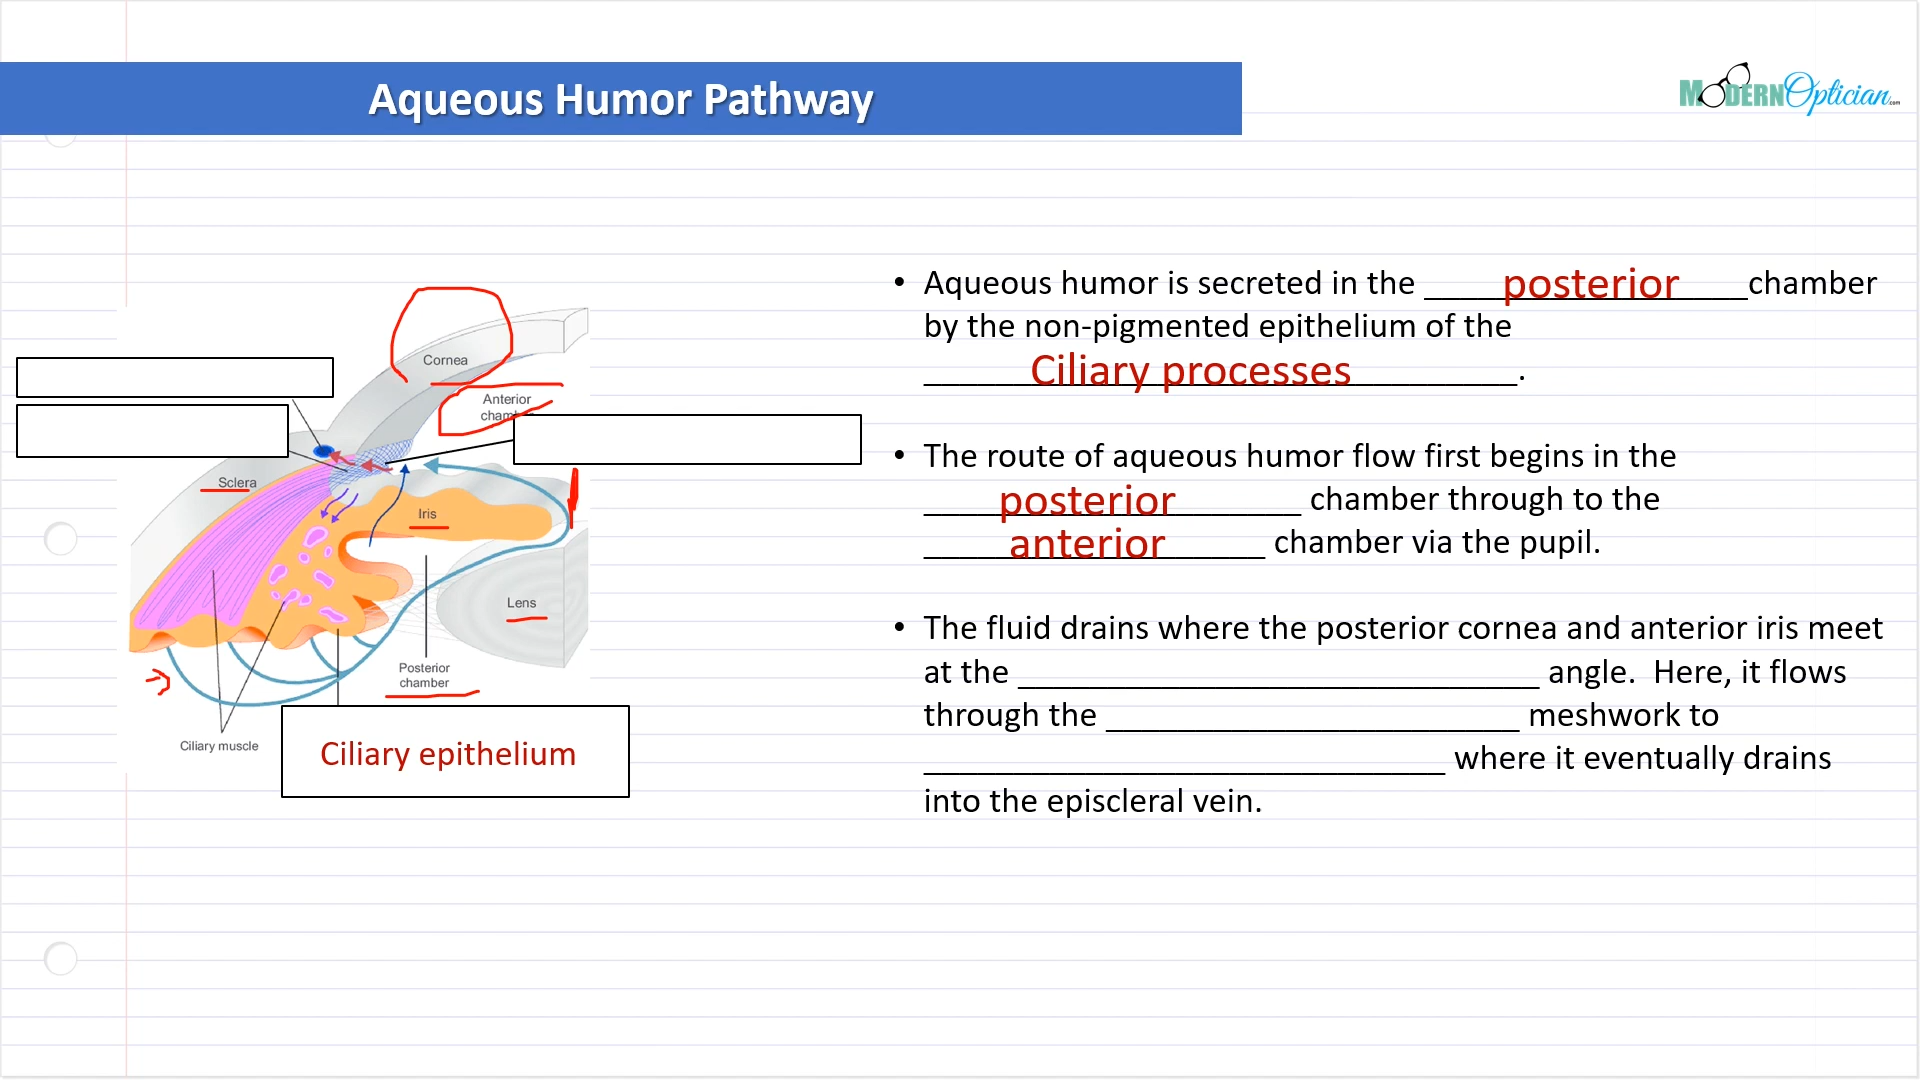 Aqueous Humor Pathway
MODERNOptician.com
Cornea
Anterior
Sclera
Iris
Lens
Posterior
chamber
Ciliary muscle
Ciliary epithelium
• Aqueous humor is secreted in the posterior chamber
by the non-pigmented epithelium of the
Ciliary processes.
• The route of aqueous humor flow first begins in the
posterior chamber through to the
anterior chamber via the pupil.
• The fluid drains where the posterior cornea and anterior iris meet
at the ______________________________ angle. Here, it flows
through the ________________________ meshwork to
______________________________ where it eventually drains
into the episcleral vein.